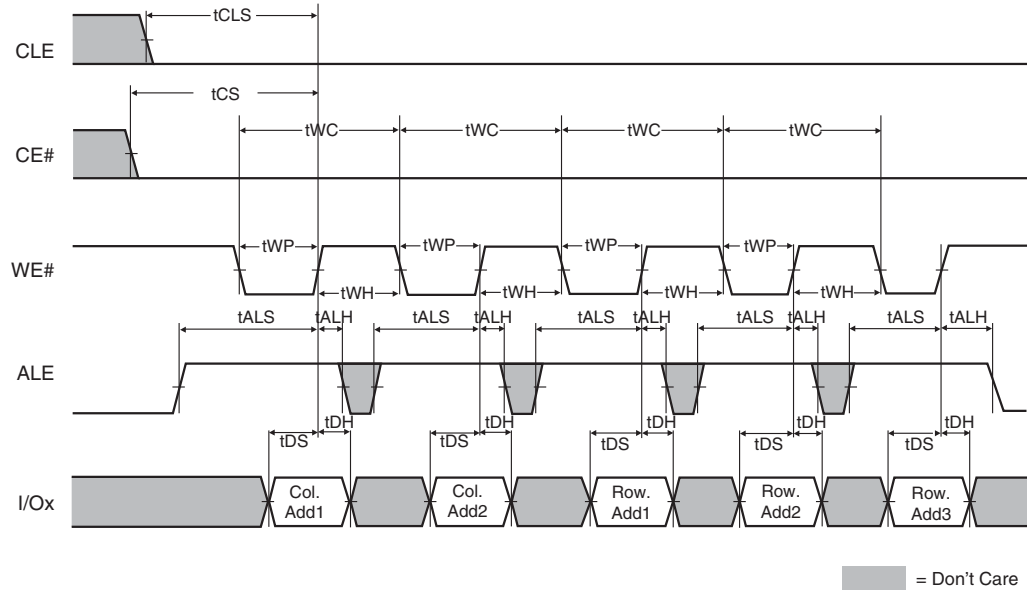 tCLS
CLE
tCS
tWC tWC tWC tWC
CE#
tWP tWP tWP tWP
WE#
tWH tWH tWH tWH
tALS tALH tALS tALH tALS tALH tALS tALH tALS tALH
ALE
tDH tDH tDH tDH tDH
tDS tDS tDS tDS tDS
I/Ox
Col. Add1
Col. Add2
Row. Add1
Row. Add2
Row. Add3
= Don't Care